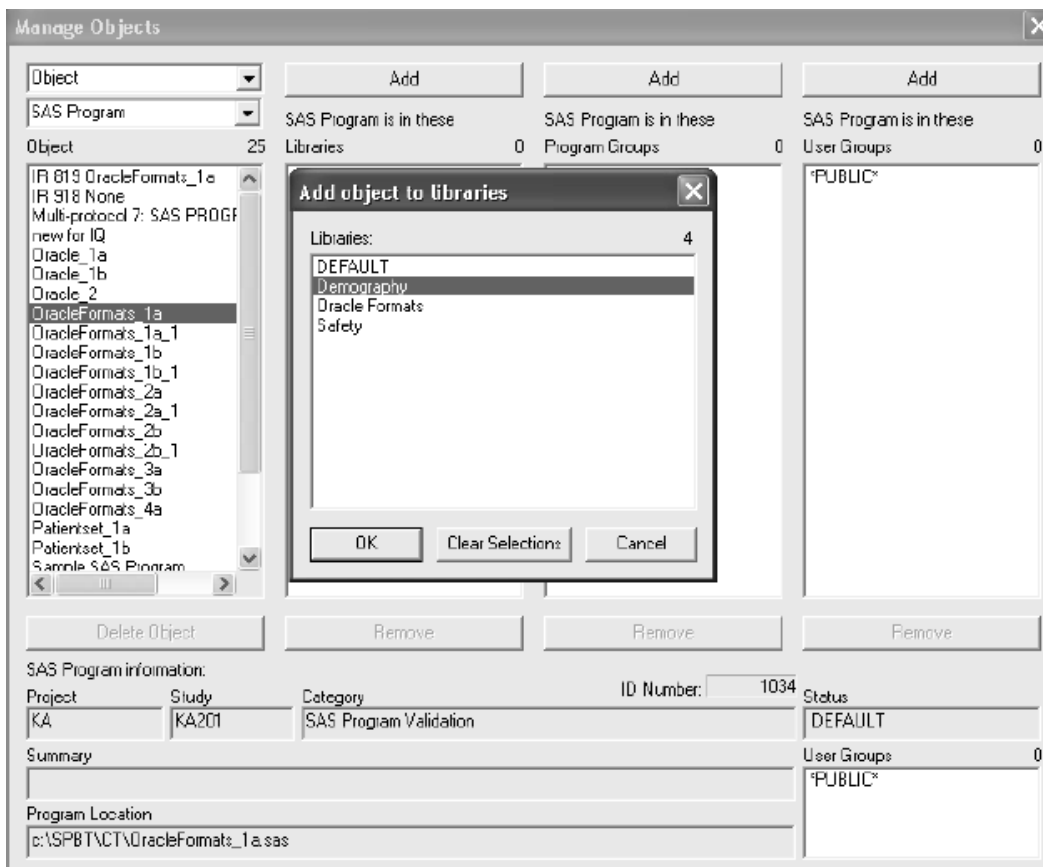 Manage Objects
Object
Add
Add
Add
SAS Program
SAS Program is in these
SAS Program is in these
SAS Program is in these
Object 25
Libraries 0
Program Groups 0
User Groups 0
IR 819 OracleFormats_1a
IR 918 None
Multi-protocol 7: SAS PROGR
new for IQ
Oracle_1a
Oracle_1b
Oracle_2
OracleFormats_1a
OracleFormats_1a_1
OracleFormats_1b
OracleFormats_1b_1
OracleFormats_2a
OracleFormats_2a_1
OracleFormats_2b
OracleFormats_2b_1
OracleFormats_3a
OracleFormats_3b
OracleFormats_4a
Patientset_1a
Patientset_1b
Sample SAS Program
Add object to libraries
Libraries: 4
DEFAULT
Demography
Oracle Formats
Safety
OK
Clear Selections
Cancel
*PUBLIC*
Delete Object
Remove
Remove
Remove
SAS Program information:
Project
Study
Category
ID Number: 1034
Status
KA
KA201
SAS Program Validation
DEFAULT
Summary
User Groups 0
*PUBLIC*
Program Location
c:\SPBT\CT\OracleFormats_1a.sas